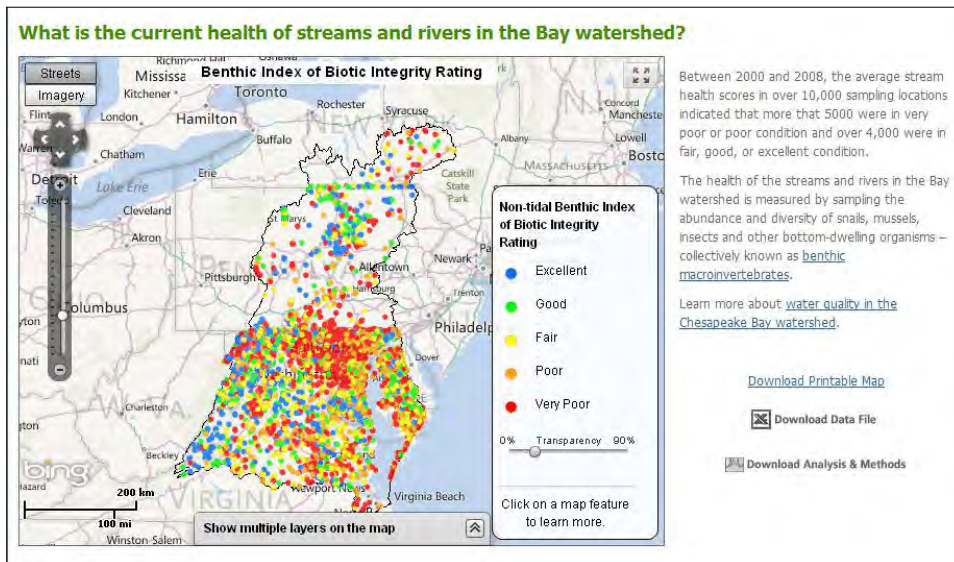 What is the current health of streams and rivers in the Bay watershed?
Streets
Imagery
Benthic Index of Biotic Integrity Rating
Mississa
Kitchener
Toronto
Hamilton
London
Rochester
Syracuse
Buffalo
Albany
Concord
Manchester
Lowell
MASSACHUSETTS
Bosto
Chatham
Detroit
Lake Erie
Erie
Toledo
Cleveland
Akron
Catskill
State
Park
St Marys
Pittsburgh
Allentown
Newark
Trenton
Harrisburg
Philadelp
Columbus
Dover
Charleston
Beckley
VIRGINIA
Newport News
Virginia Beach
Winston-Salem
bing
200 km
100 mi
Show multiple layers on the map
Non-tidal Benthic Index
of Biotic Integrity
Rating
Excellent
Good
Fair
Poor
Very Poor
0% Transparency 90%
Click on a map feature
to learn more.
Between 2000 and 2008, the average stream
health scores in over 10,000 sampling locations
indicated that more that 5000 were in very
poor or poor condition and over 4,000 were in
fair, good, or excellent condition.
The health of the streams and rivers in the Bay
watershed is measured by sampling the
abundance and diversity of snails, mussels,
insects and other bottom-dwelling organisms –
collectively known as benthic
macroinvertebrates.
Learn more about water quality in the
Chesapeake Bay watershed.
Download Printable Map
Download Data File
Download Analysis & Methods